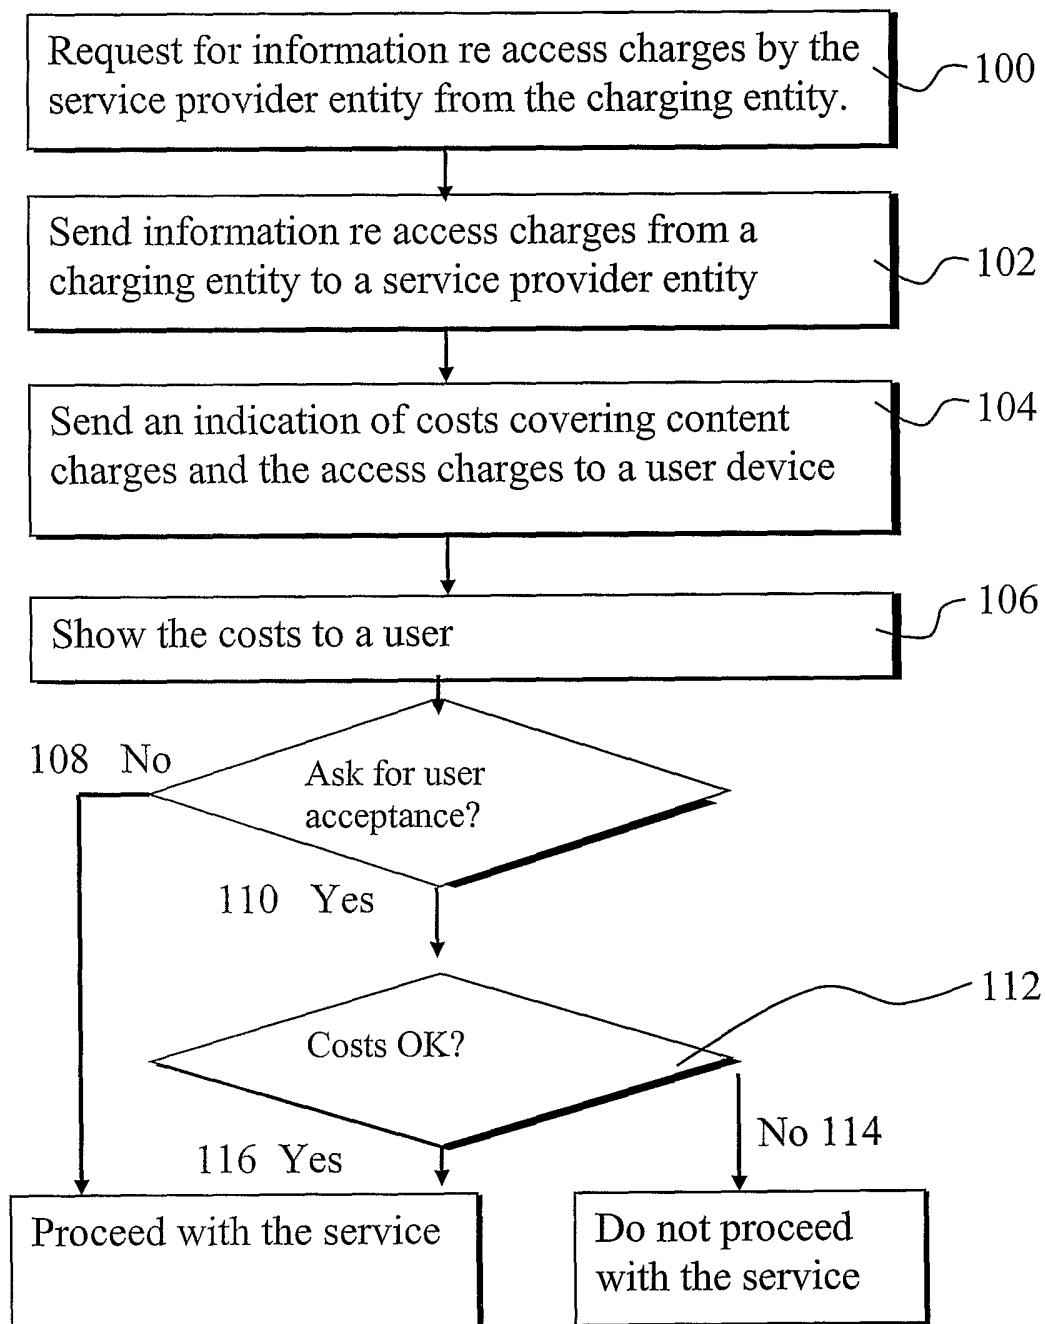 Request for information re access charges by the
service provider entity from the charging entity.
100
Send information re access charges from a
charging entity to a service provider entity
102
Send an indication of costs covering content
charges and the access charges to a user device
104
Show the costs to a user
106
108 No
Ask for user
acceptance?
110 Yes
Costs OK?
112
116 Yes
No 114
Proceed with the service
Do not proceed
with the service